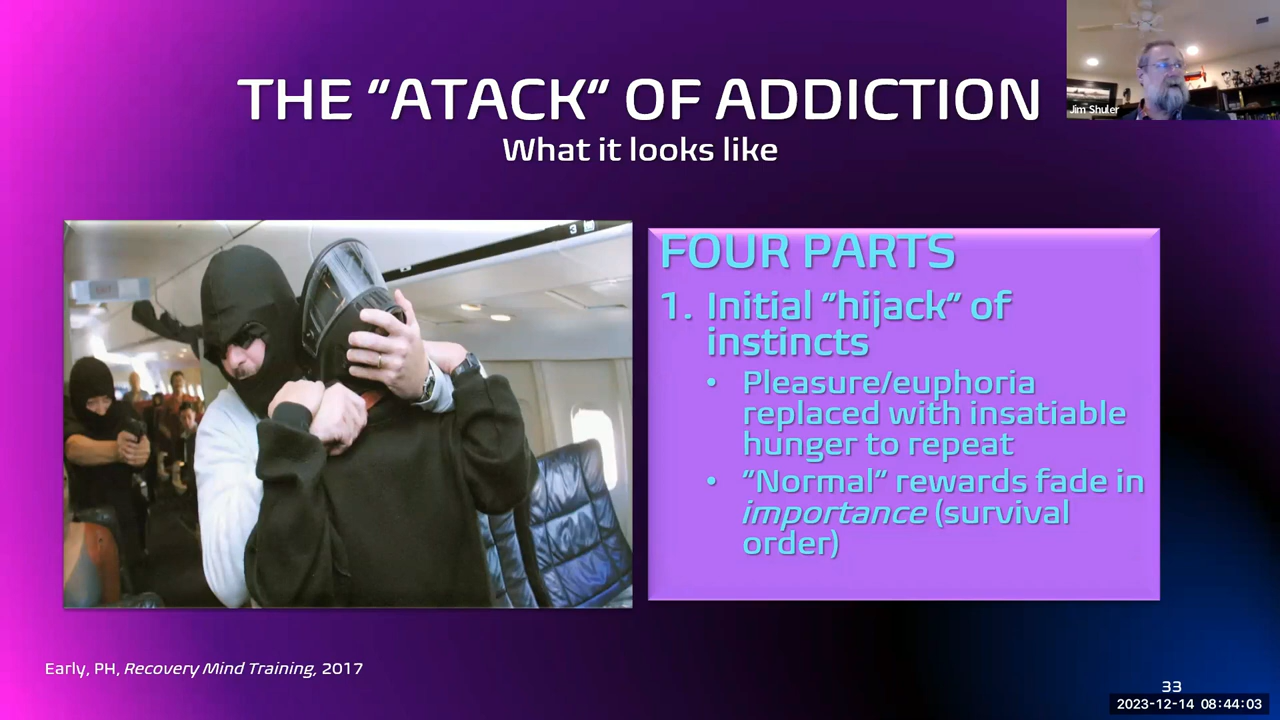 THE "ATACK" OF ADDICTION
What it looks like
Jim Shuler
3
FOUR PARTS
1. Initial "hijack" of
instincts
• Pleasure/euphoria
replaced with insatiable
hunger to repeat
• "Normal" rewards fade in
importance (survival
order)
Early, PH, Recovery Mind Training, 2017
33
2023-12-14 08:44:03